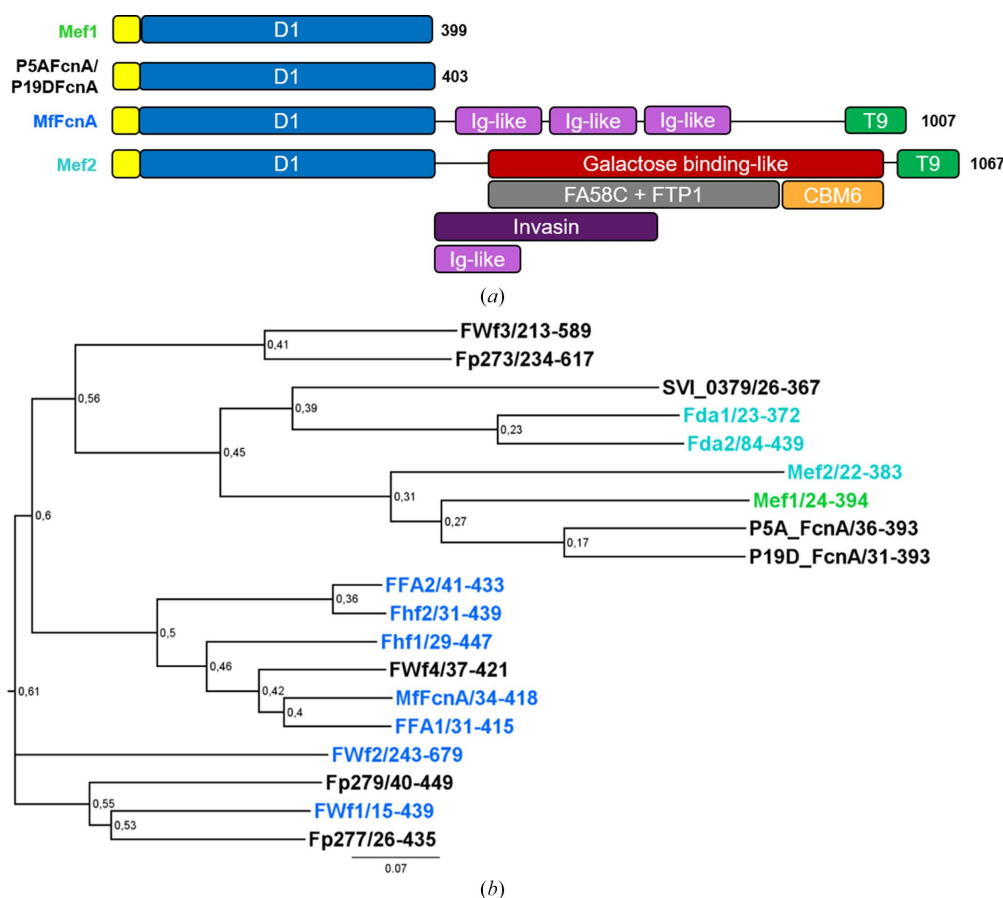 Mef1 D1 399
P5AFcnA/
P19DFcnA D1 403
MfFcnA D1 Ig-like Ig-like Ig-like T9 1007
Mef2 D1 Galactose binding-like T9 1067
FA58C + FTP1 CBM6
Invasin
Ig-like
(a)
FWf3/213-589
0,41
Fp273/234-617
0,56
SVI_0379/26-367
0,39
Fda1/23-372
0,23
Fda2/84-439
0,45
Mef2/22-383
0,31
Mef1/24-394
0,27
P5A_FcnA/36-393
0,17
P19D_FcnA/31-393
0,6
FFA2/41-433
0,36
Fhf2/31-439
0,5
Fhf1/29-447
0,46
FWf4/37-421
0,42
MfFcnA/34-418
0,4
FFA1/31-415
0,61
FWf2/243-679
Fp279/40-449
0,55
FWf1/15-439
0,53
Fp277/26-435
0.07
(b)